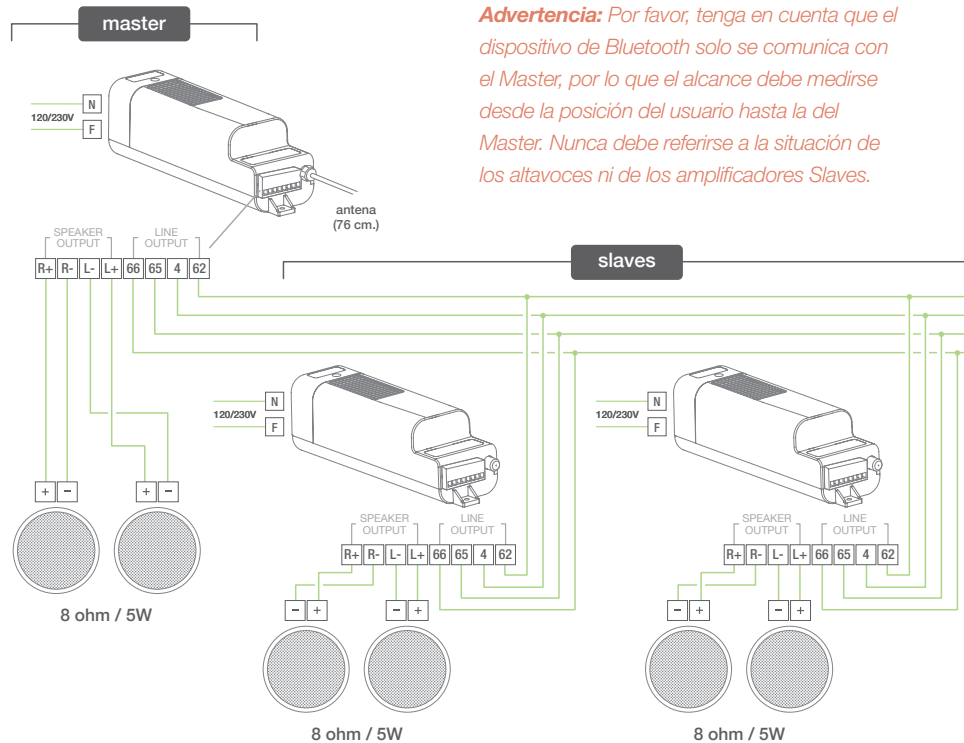 master
Advertencia: Por favor, tenga en cuenta que el
dispositivo de Bluetooth solo se comunica con
el Master, por lo que el alcance debe medirse
desde la posición del usuario hasta la del
Master. Nunca debe referirse a la situación de
los altavoces ni de los amplificadores Slaves.
N
120/230V
F
antena
(76 cm.)
SPEAKER
OUTPUT
LINE
OUTPUT
R+ R- L- L+ 66 65 4 62
slaves
+ − + −
8 ohm / 5W
N
120/230V
F
SPEAKER
OUTPUT
LINE
OUTPUT
R+ R- L- L+ 66 65 4 62
− + − +
8 ohm / 5W
N
120/230V
F
SPEAKER
OUTPUT
LINE
OUTPUT
R+ R- L- L+ 66 65 4 62
− + − +
8 ohm / 5W